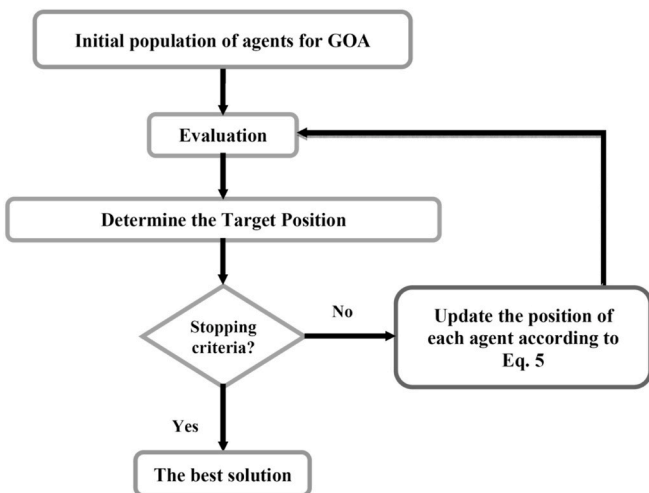 Initial population of agents for GOA
Evaluation
Determine the Target Position
Stopping
criteria?
No
Update the position of
each agent according to
Eq. 5
Yes
The best solution